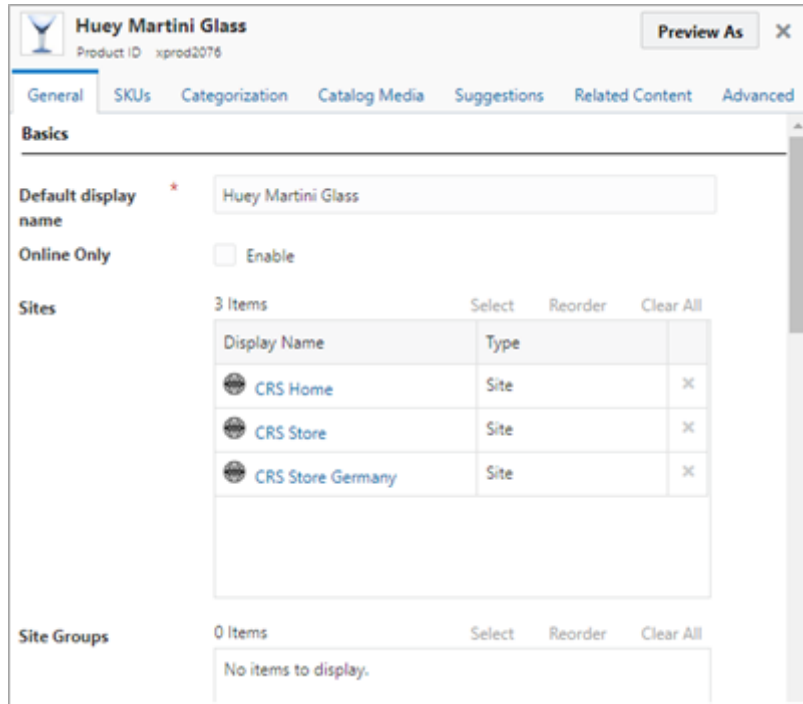 Huey Martini Glass
Product ID xprod2076
Preview As
General SKUs Categorization Catalog Media Suggestions Related Content Advanced
Basics
Default display name * Huey Martini Glass
Online Only Enable
Sites 3 Items Select Reorder Clear All
Display Name Type
CRS Home Site
CRS Store Site
CRS Store Germany Site
Site Groups 0 Items Select Reorder Clear All
No items to display.